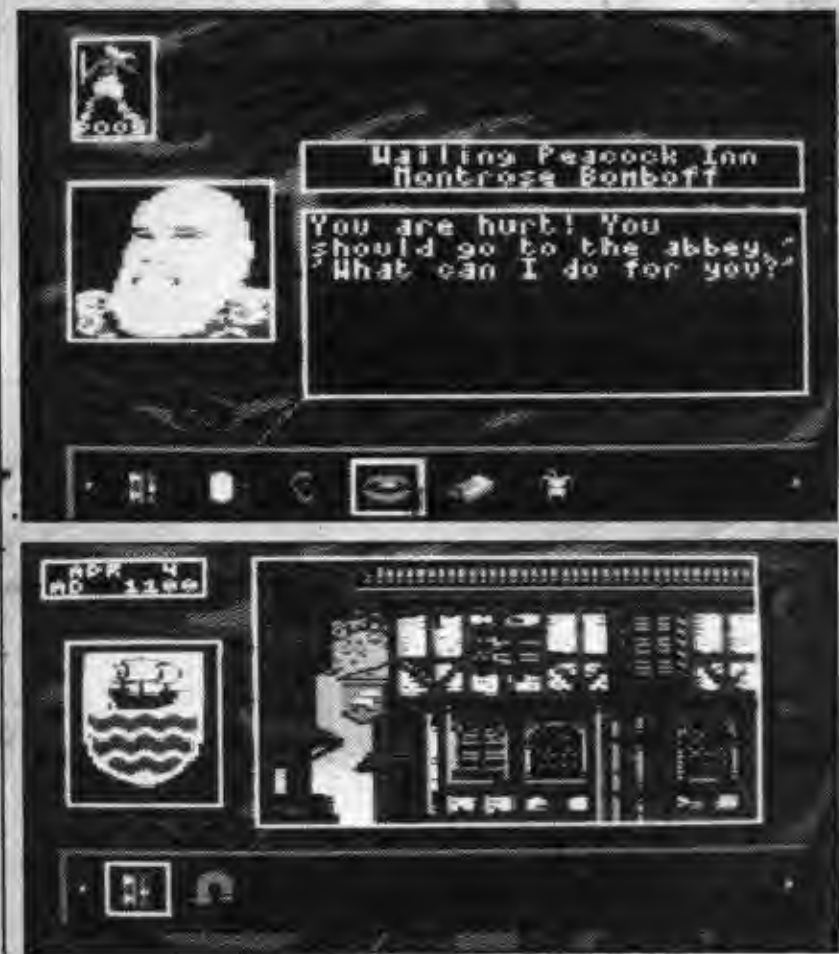 Wailing Peacock Inn
Montrose Bomboff
You are hurt! You
should go to the abbey."
"What can I do for you?"
APR 4
AD 1100